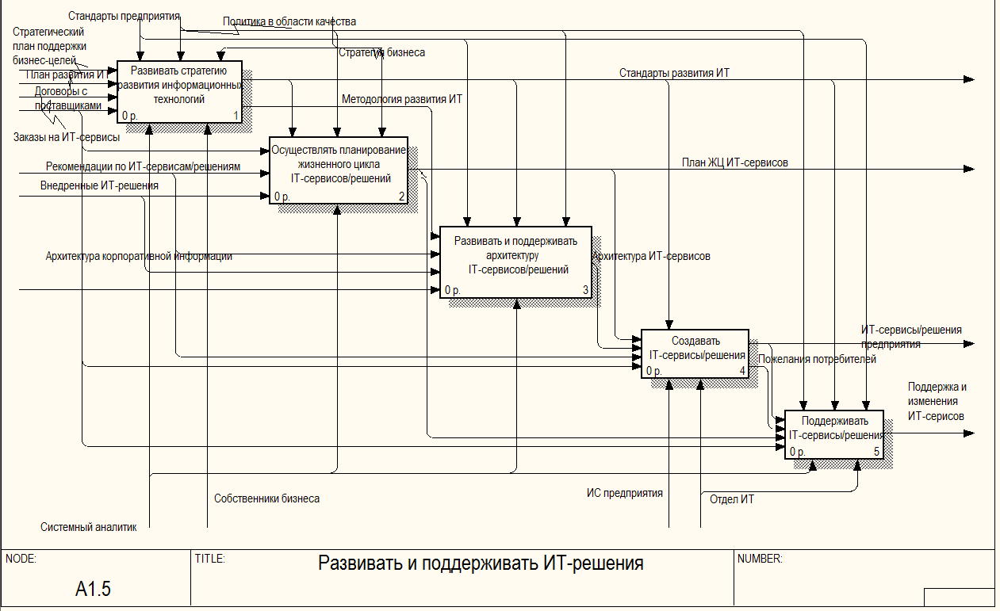 Стандарты предприятия
Политика в области качества
Стратегический
план поддержки
бизнес-целей
Стратегия бизнеса
План развития ИТ
Договоры с
поставщиками
Заказы на ИТ-сервисы
Развивать стратегию
развития информационных
технологий
0 р.
1
Стандарты развития ИТ
Методология развития ИТ
Осуществлять планирование
жизненного цикла
IT-сервисов/решений
0 р.
2
Рекомендации по ИТ-сервисам/решениям
Внедренные ИТ-решения
План ЖЦ ИТ-сервисов
Архитектура корпоративной информации
Развивать и поддерживать
архитектуру
IT-сервисов/решений
0 р.
3
Архитектура ИТ-сервисов
Создавать
IT-сервисы/решения
0 р.
4
ИТ-сервисы/решения
предприятия
Пожелания потребителей
Поддержка и
изменения
ИТ-серисов
Поддерживать
IT-сервисы/решения
0 р.
5
Собственники бизнеса
Системный аналитик
ИС предприятия
Отдел ИТ
NODE:
A1.5
TITLE:
Развивать и поддерживать ИТ-решения
NUMBER: